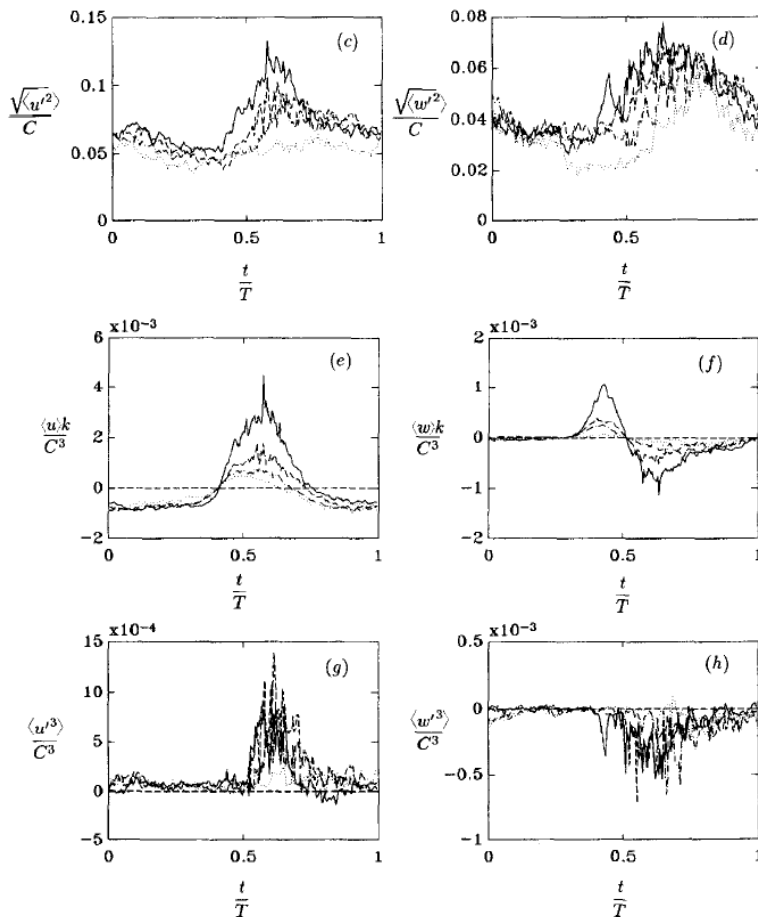 0.15
(c)
0.10
√⟨u′²⟩
C
0.05
0
0 0.5 1
t
T
0.08
(d)
0.06
√⟨w′²⟩
C
0.04
0.02
0
0 0.5 1
t
T
x10⁻³
6
(e)
4
⟨u⟩k
C³
2
0
−2
0 0.5 1
t
T
x10⁻³
2
(f)
1
⟨w⟩k
C³
0
−1
−2
0 0.5 1
t
T
x10⁻⁴
15
(g)
10
⟨u′³⟩
C³
5
0
−5
0 0.5 1
t
T
x10⁻³
0.5
(h)
0
⟨w′³⟩
C³
−0.5
−1
0 0.5 1
t
T